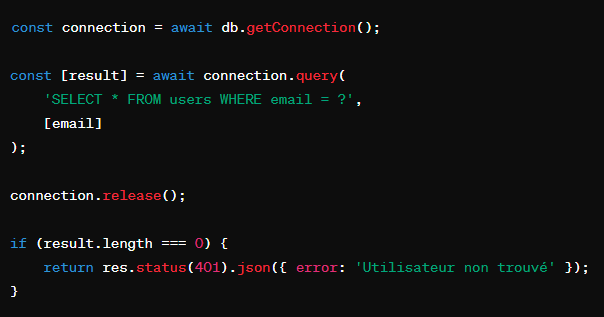 const connection = await db.getConnection();
const [result] = await connection.query(
    'SELECT * FROM users WHERE email = ?',
    [email]
);
connection.release();
if (result.length === 0) {
    return res.status(401).json({ error: 'Utilisateur non trouvé' });
}